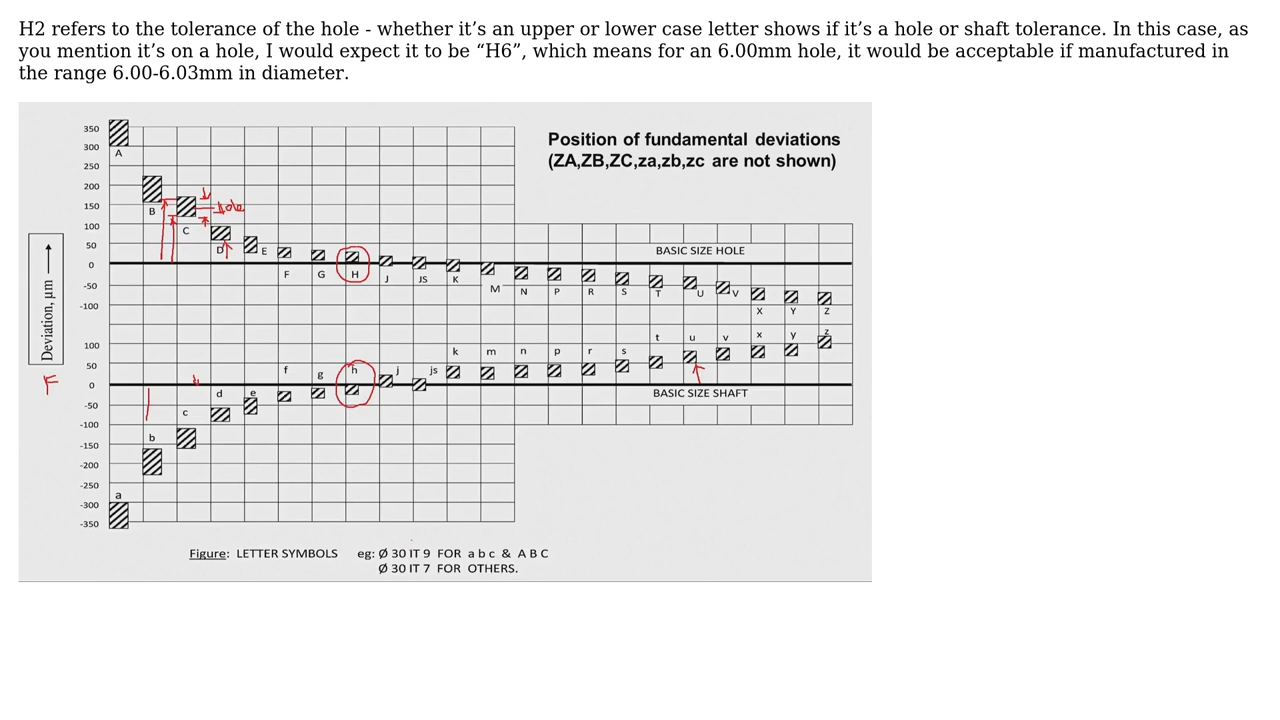 H2 refers to the tolerance of the hole - whether it’s an upper or lower case letter shows if it’s a hole or shaft tolerance. In this case, as
you mention it’s on a hole, I would expect it to be “H6”, which means for an 6.00mm hole, it would be acceptable if manufactured in
the range 6.00-6.03mm in diameter.
Position of fundamental deviations
(ZA,ZB,ZC,za,zb,zc are not shown)
Deviation, µm
350
300
250
200
150
100
50
0
-50
-100
A
B
C
D
E
F
G
H
J
JS
K
M
N
P
R
S
T
U
V
X
Y
Z
BASIC SIZE HOLE
100
50
0
-50
-100
-150
-200
-250
-300
-350
a
b
c
d
e
f
g
h
j
js
k
m
n
p
r
s
t
u
v
x
y
z
BASIC SIZE SHAFT
Figure: LETTER SYMBOLS eg: Ø 30 IT 9 FOR a b c & A B C
Ø 30 IT 7 FOR OTHERS.